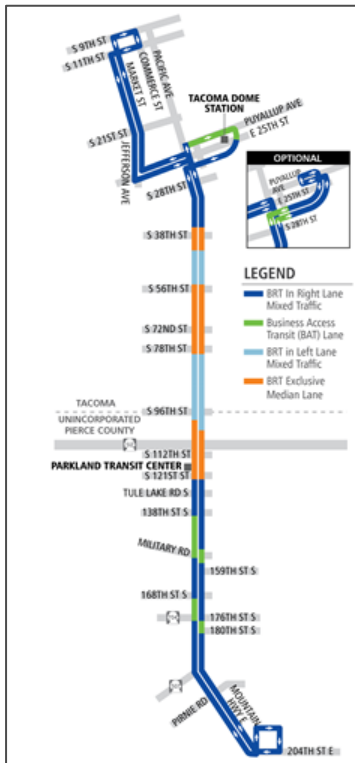 S 9TH ST
S 11TH ST
PACIFIC AVE
COMMERCE ST
MARKET ST
TACOMA DOME
STATION
PUYALLUP AVE
E 25TH ST
S 21ST ST
JEFFERSON AVE
S 28TH ST
OPTIONAL
PUYALLUP
AVE
E 25TH ST
S 28TH ST
S 38TH ST
LEGEND
BRT In Right Lane
Mixed Traffic
Business Access
Transit (BAT) Lane
BRT in Left Lane
Mixed Traffic
BRT Exclusive
Median Lane
S 56TH ST
S 72ND ST
S 78TH ST
S 96TH ST
TACOMA
UNINCORPORATED
PIERCE COUNTY
S 112TH ST
PARKLAND TRANSIT CENTER
S 121ST ST
TULE LAKE RD S
138TH ST S
MILITARY RD
159TH ST S
168TH ST S
176TH ST S
180TH ST S
PIRNIE RD
MOUNTAIN
HWY E
204TH ST E